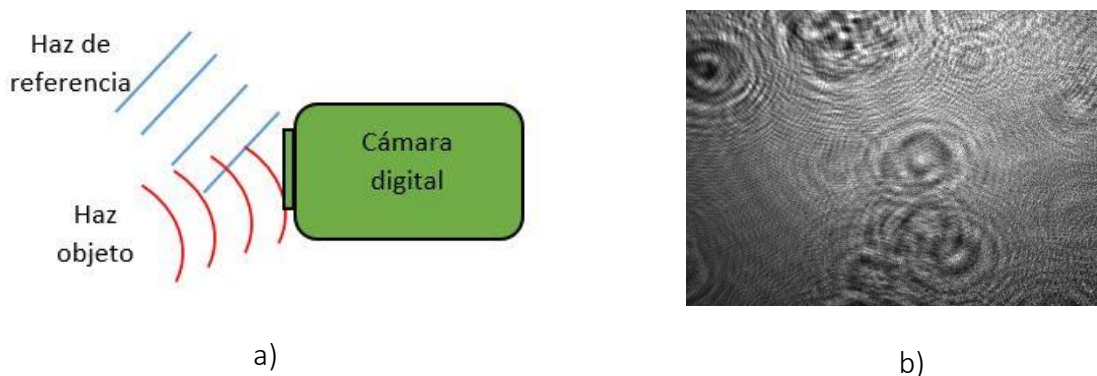 Haz de
referencia
Cámara
digital
Haz
objeto
a)
b)